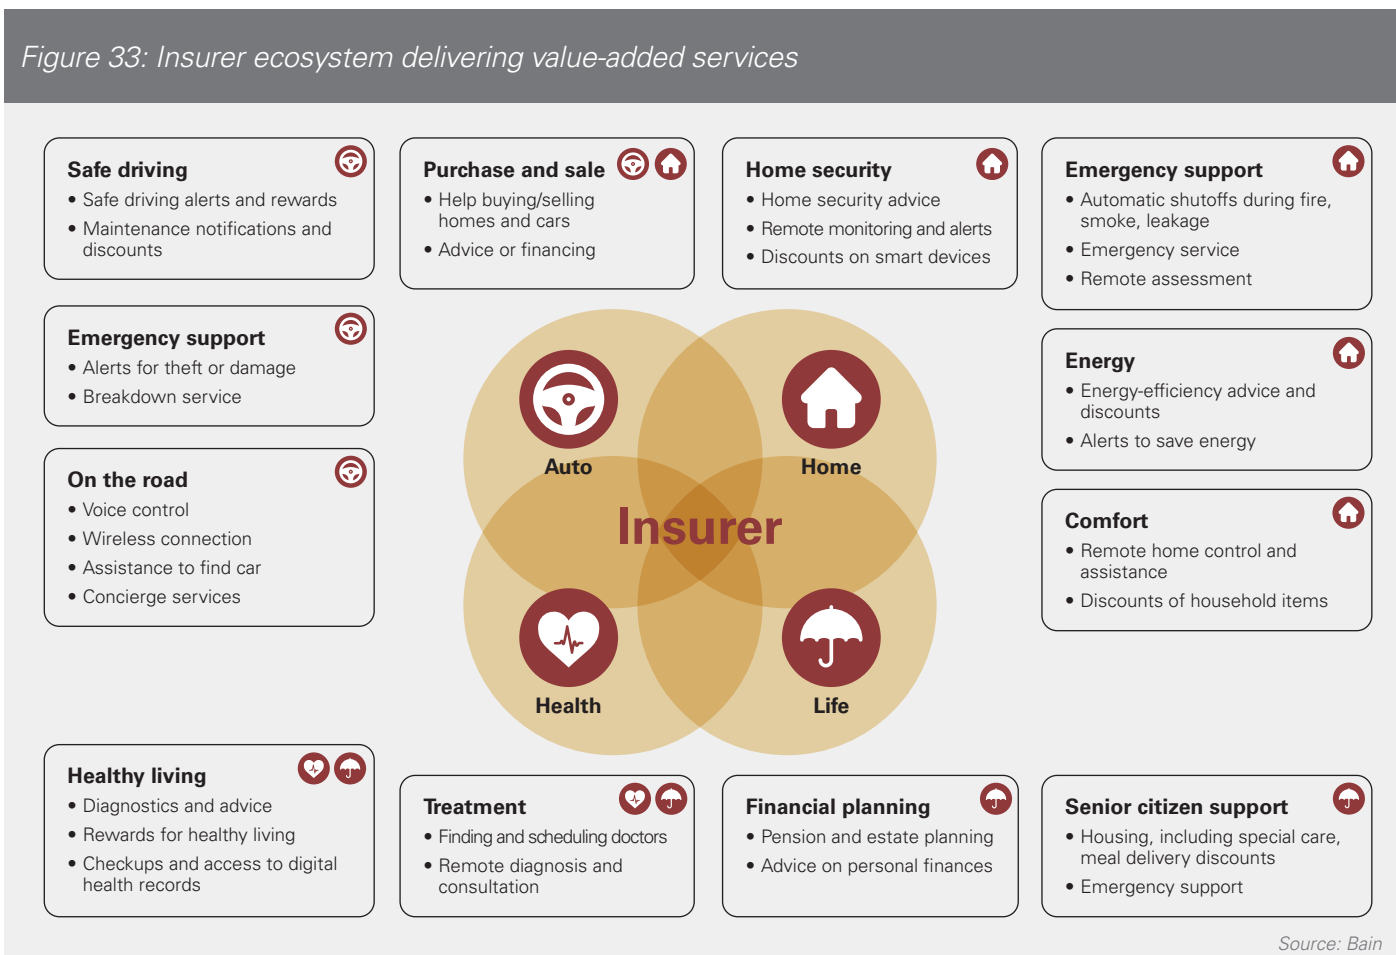 Figure 33: Insurer ecosystem delivering value-added services
Safe driving
• Safe driving alerts and rewards
• Maintenance notifications and
discounts
Purchase and sale
• Help buying/selling
homes and cars
• Advice or financing
Home security
• Home security advice
• Remote monitoring and alerts
• Discounts on smart devices
Emergency support
• Automatic shutoffs during fire,
smoke, leakage
• Emergency service
• Remote assessment
Emergency support
• Alerts for theft or damage
• Breakdown service
Energy
• Energy-efficiency advice and
discounts
• Alerts to save energy
On the road
• Voice control
• Wireless connection
• Assistance to find car
• Concierge services
Comfort
• Remote home control and
assistance
• Discounts of household items
Auto
Home
Insurer
Health
Life
Healthy living
• Diagnostics and advice
• Rewards for healthy living
• Checkups and access to digital
health records
Treatment
• Finding and scheduling doctors
• Remote diagnosis and
consultation
Financial planning
• Pension and estate planning
• Advice on personal finances
Senior citizen support
• Housing, including special care,
meal delivery discounts
• Emergency support
Source: Bain